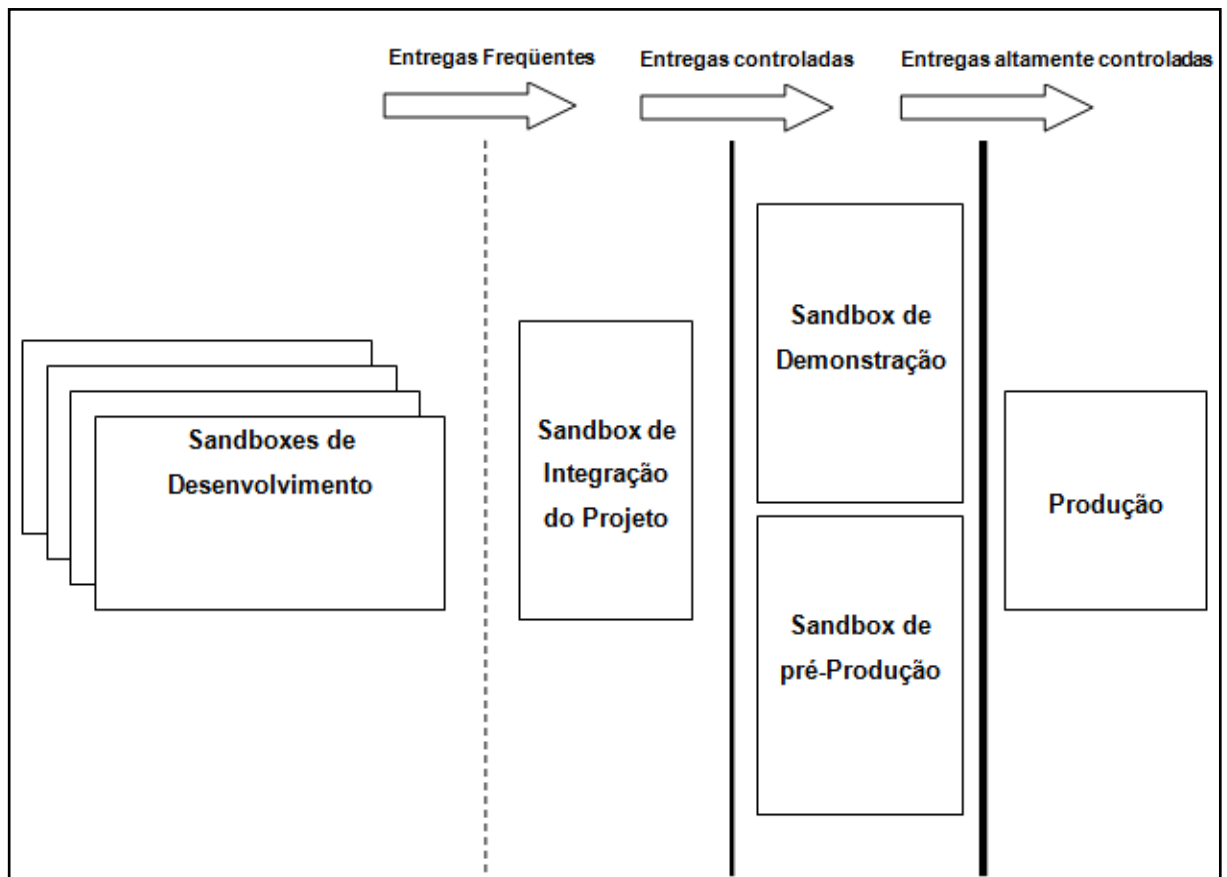 Entregas Freqüentes
Entregas controladas
Entregas altamente controladas
Sandboxes de
Desenvolvimento
Sandbox de
Integração
do Projeto
Sandbox de
Demonstração
Sandbox de
pré-Produção
Produção